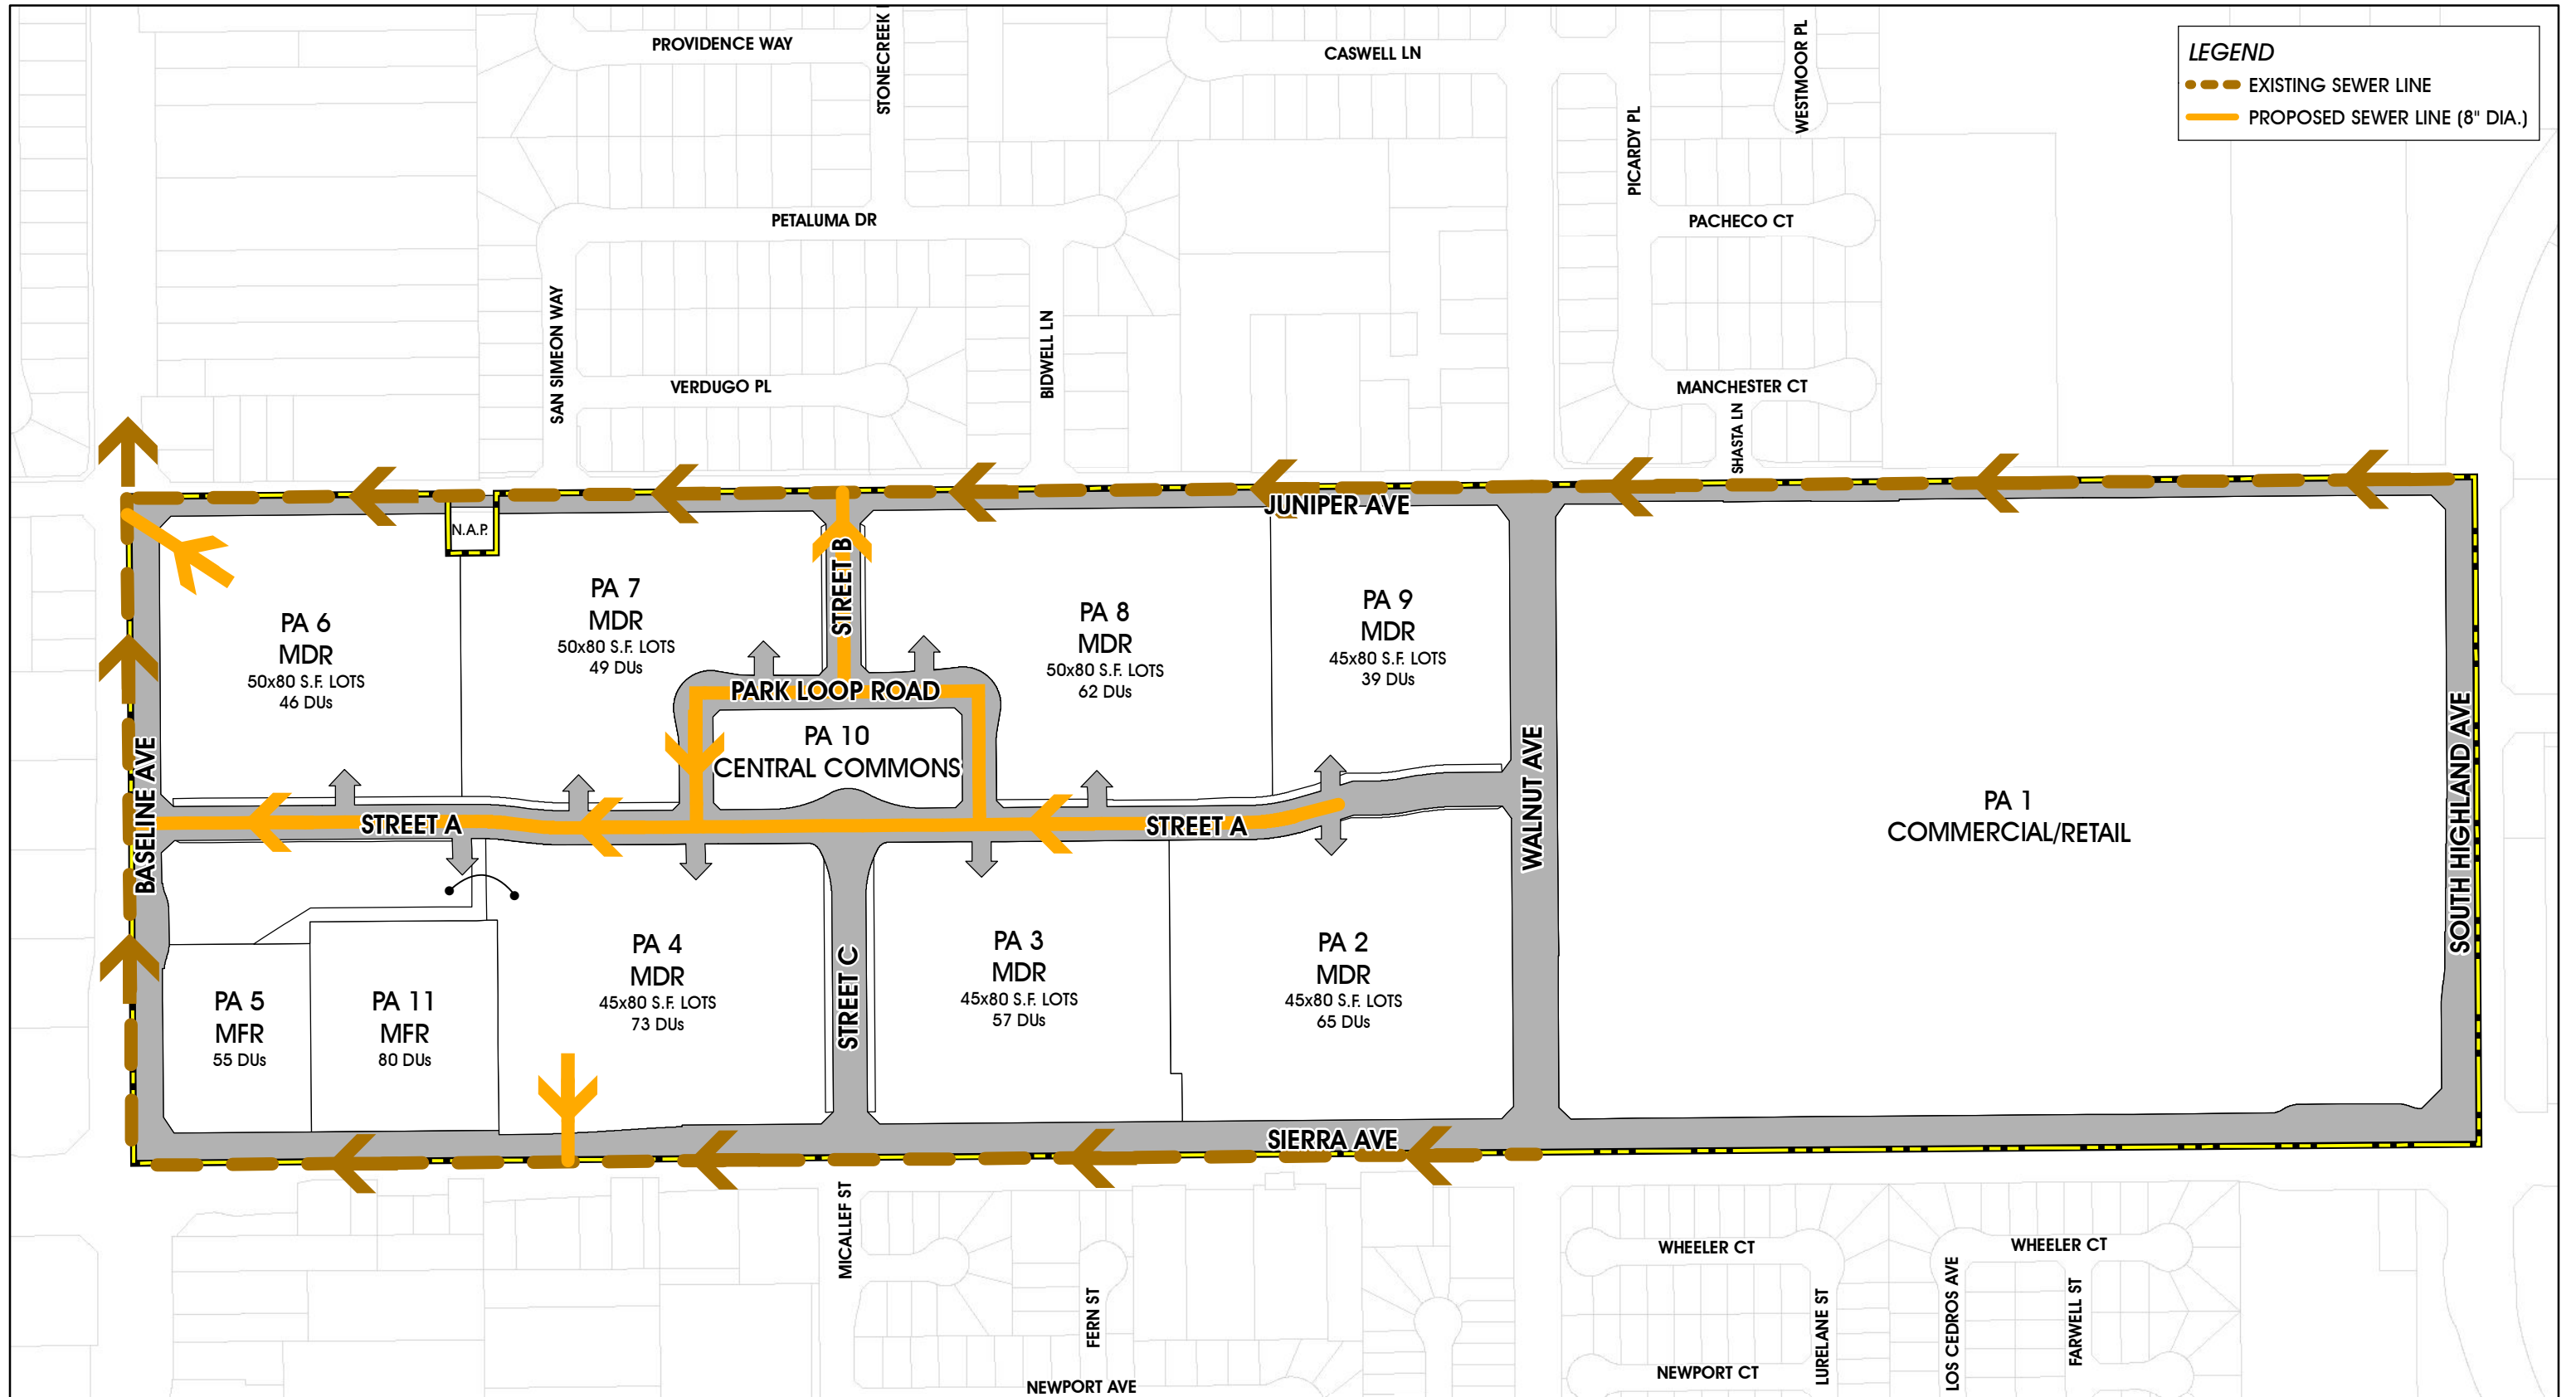 PROVIDENCE WAY
STONECREEK
CASWELL LN
WESTMOOR PL
PICARDY PL
LEGEND
EXISTING SEWER LINE
PROPOSED SEWER LINE (8" DIA.)
PETALUMA DR
PACHECO CT
SAN SIMEON WAY
VERDUGO PL
BIDWELL LN
MANCHESTER CT
SHASTA LN
JUNIPER AVE
N.A.P.
STREET B
PA 6
MDR
50x80 S.F. LOTS
46 DUs
PA 7
MDR
50x80 S.F. LOTS
49 DUs
PA 8
MDR
50x80 S.F. LOTS
62 DUs
PA 9
MDR
45x80 S.F. LOTS
39 DUs
PARK LOOP ROAD
PA 10
CENTRAL COMMONS
BASELINE AVE
STREET A
STREET A
WALNUT AVE
PA 1
COMMERCIAL/RETAIL
SOUTH HIGHLAND AVE
PA 5
MFR
55 DUs
PA 11
MFR
80 DUs
PA 4
MDR
45x80 S.F. LOTS
73 DUs
STREET C
PA 3
MDR
45x80 S.F. LOTS
57 DUs
PA 2
MDR
45x80 S.F. LOTS
65 DUs
SIERRA AVE
MICALLEF ST
FERN ST
NEWPORT AVE
WHEELER CT
LURELANE ST
LOS CEDROS AVE
WHEELER CT
FARWELL ST
NEWPORT CT